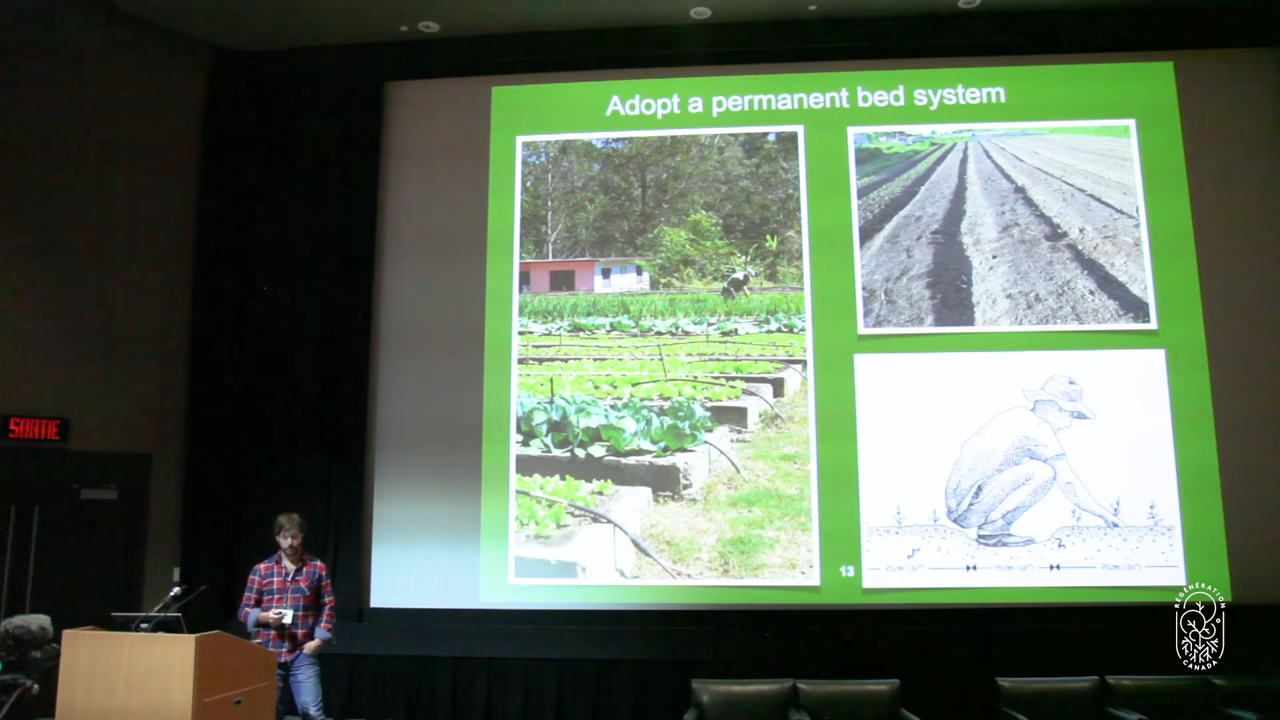 Adopt a permanent bed system
SORTIE
13
RÉGÉNÉRATION
CANADA